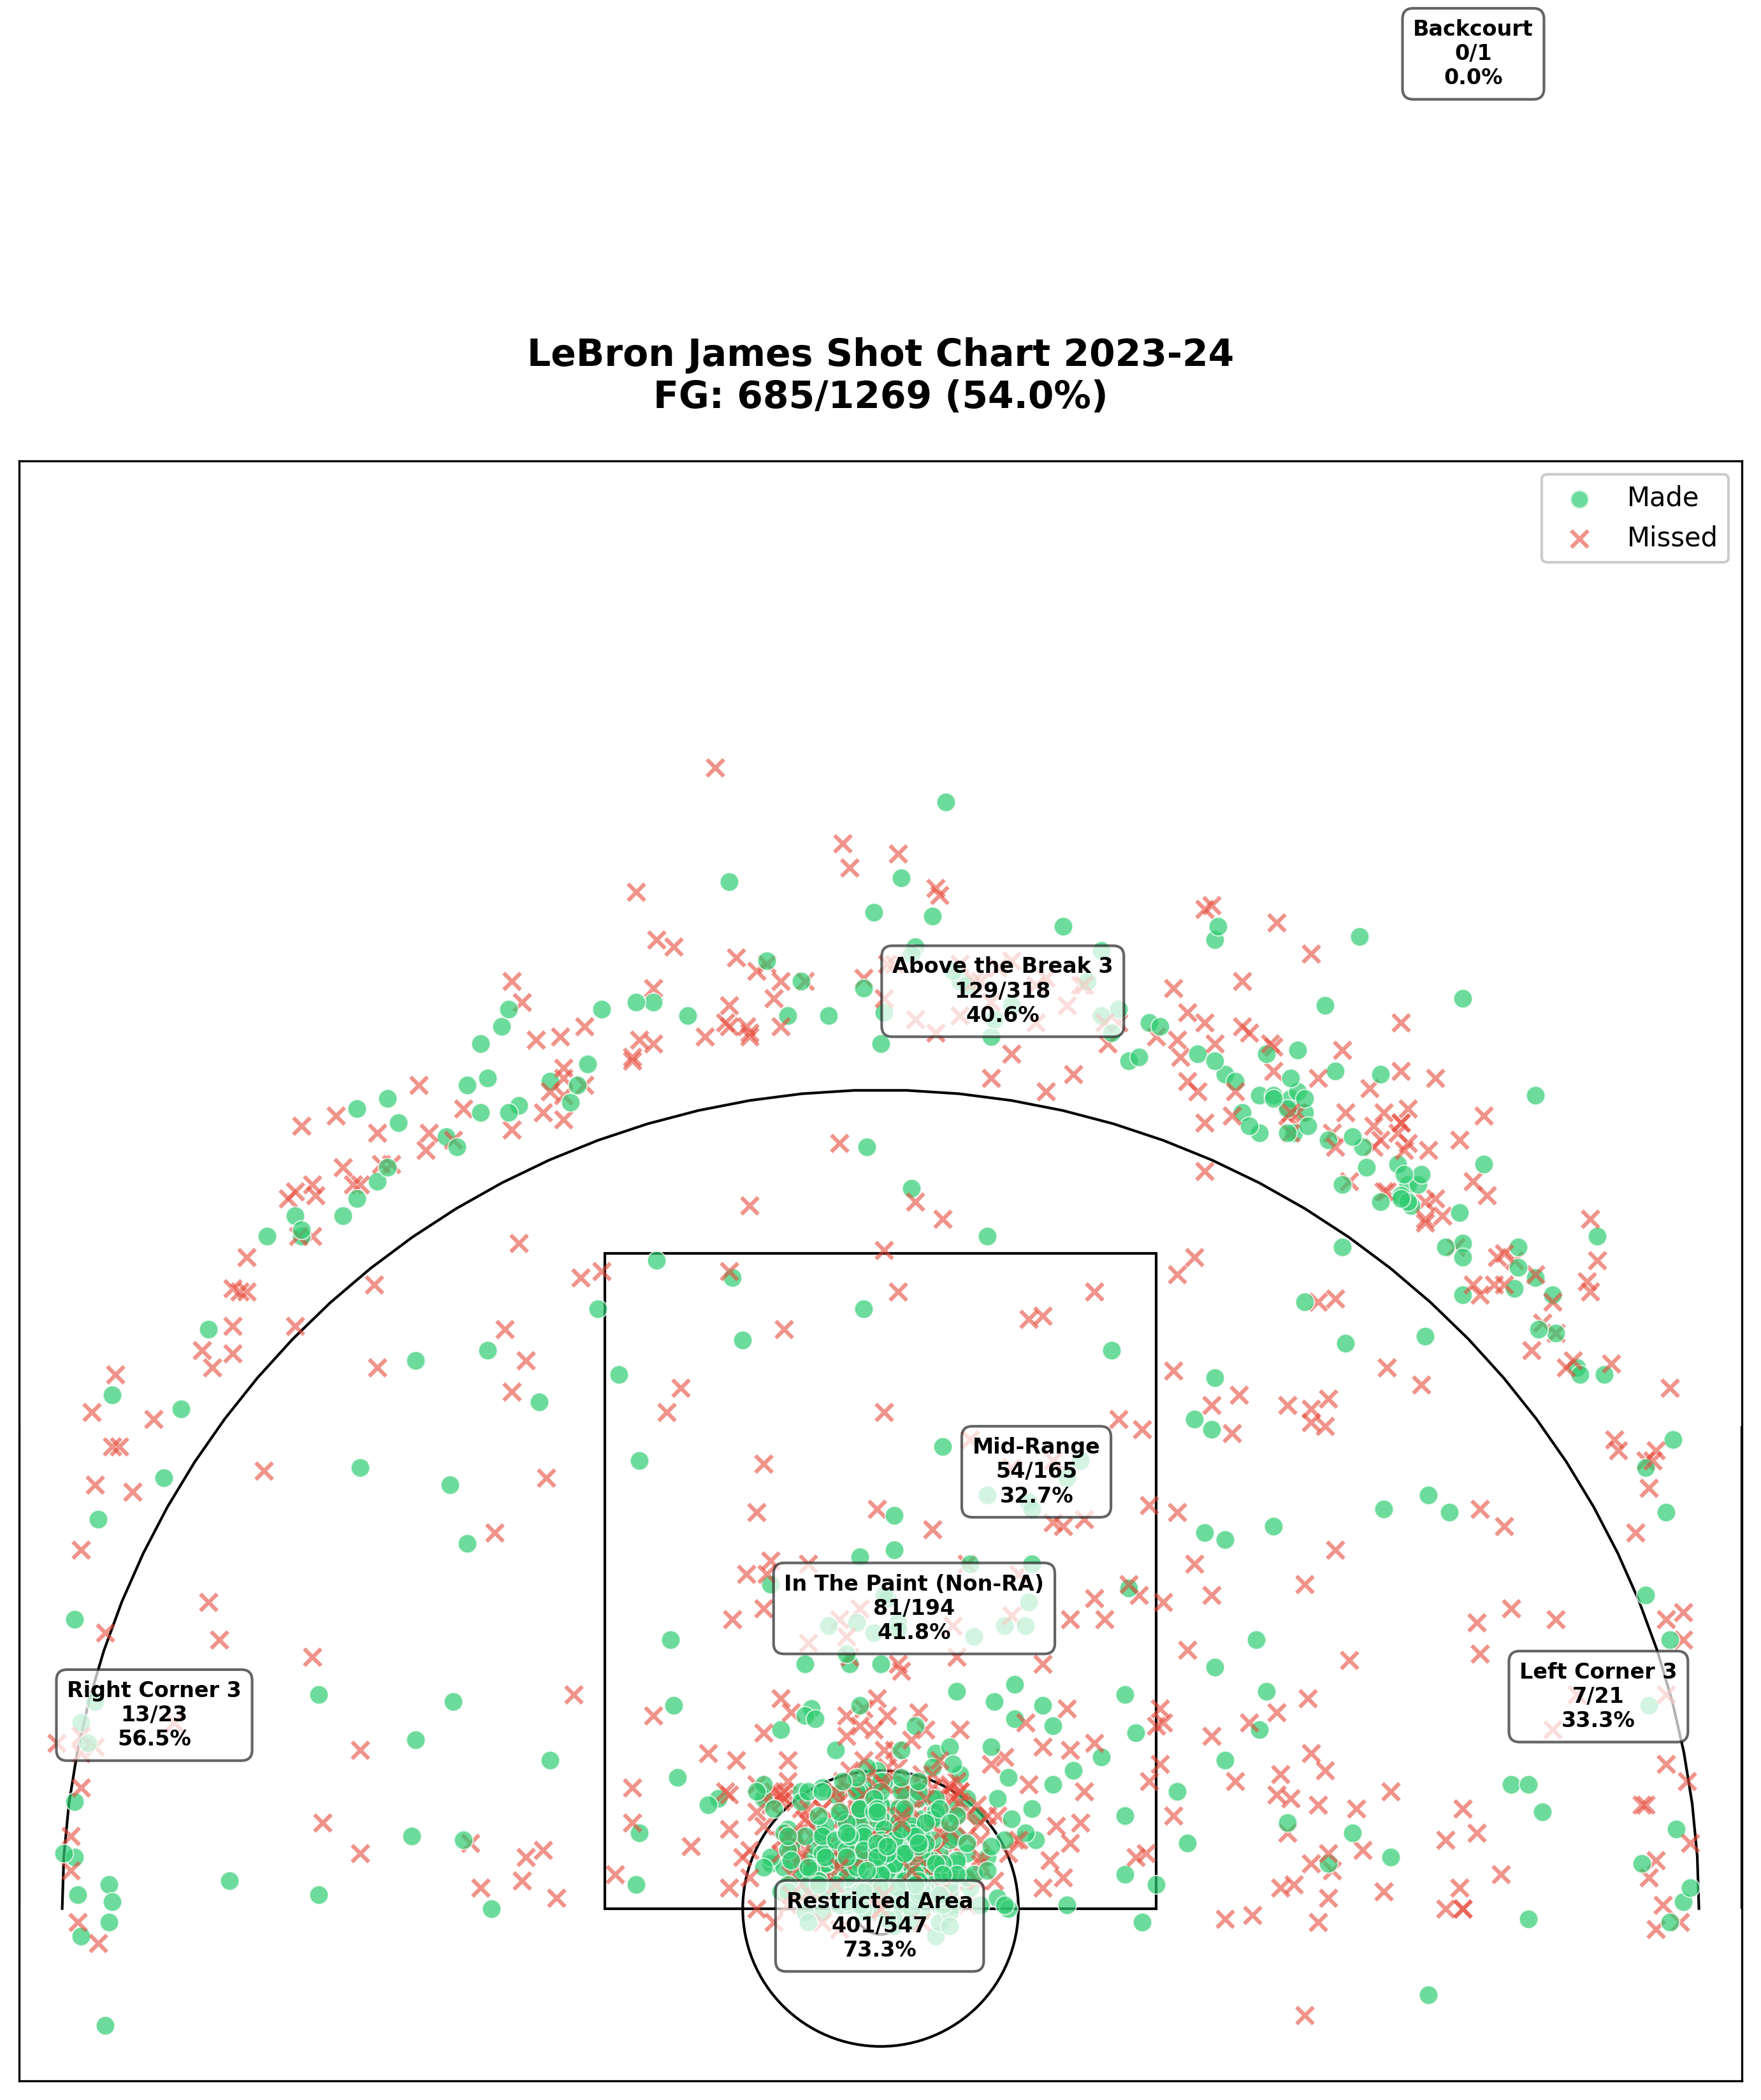 Backcourt
0/1
0.0%
LeBron James Shot Chart 2023-24
FG: 685/1269 (54.0%)
Made
Missed
Above the Break 3
129/318
40.6%
Mid-Range
54/165
32.7%
In The Paint (Non-RA)
81/194
41.8%
Right Corner 3
13/23
56.5%
Left Corner 3
7/21
33.3%
Restricted Area
401/547
73.3%